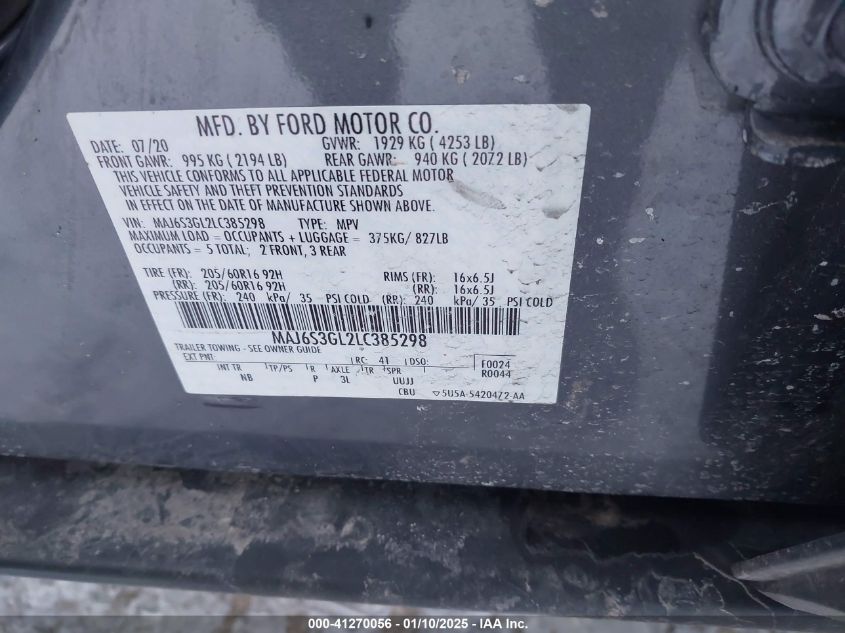 MFD. BY FORD MOTOR CO.
DATE: 07/20 GVWR: 1929 KG ( 4253 LB)
FRONT GAWR: 995 KG ( 2194 LB) REAR GAWR: 940 KG ( 2072 LB)
THIS VEHICLE CONFORMS TO ALL APPLICABLE FEDERAL MOTOR
VEHICLE SAFETY AND THEFT PREVENTION STANDARDS
IN EFFECT ON THE DATE OF MANUFACTURE SHOWN ABOVE.
VIN: MAJ6S3GL2LC385298 TYPE: MPV
MAXIMUM LOAD = OCCUPANTS + LUGGAGE = 375KG/ 827LB
OCCUPANTS = 5 TOTAL; 2 FRONT, 3 REAR
TIRE (FR): 205/60R16 92H RIMS (FR): 16x6.5J
(RR): 205/60R16 92H (RR): 16x6.5J
PRESSURE (FR): 240 kPa/ 35 PSI COLD (RR): 240 kPa/ 35 PSI COLD
MAJ6S3GL2LC385298
TRAILER TOWING - SEE OWNER GUIDE
EXT PNT: RC: 41 DSO: F0024
INT TR TP/PS R AXLE TR SPR R0044
NB P 3L UUJJ
CBU ▽5U5A-5420472-AA
000-41270056 — 01/10/2025 — IAA Inc.